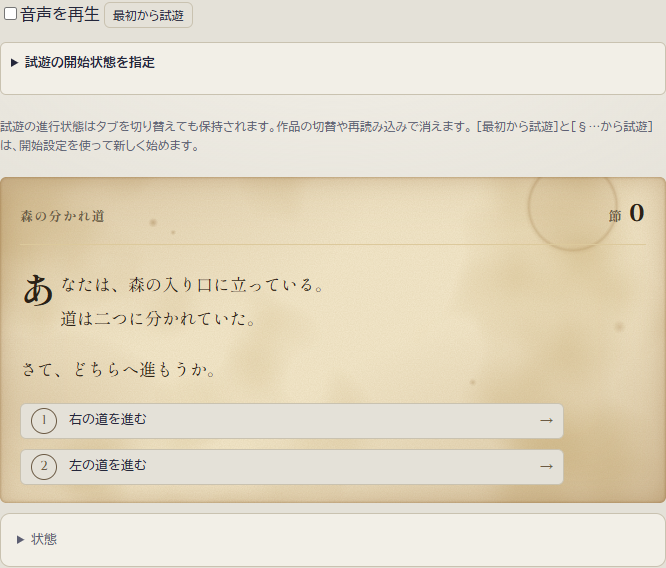 音声を再生 最初から試遊
▶ 試遊の開始状態を指定
試遊の進行状態はタブを切り替えても保持されます。作品の切替や再読み込みで消えます。［最初から試遊］と［§…から試遊］
は、開始設定を使って新しく始めます。
森の分かれ道 節 0
あなたは、森の入り口に立っている。
道は二つに分かれていた。
さて、どちらへ進もうか。
1 右の道を進む →
2 左の道を進む →
▶ 状態